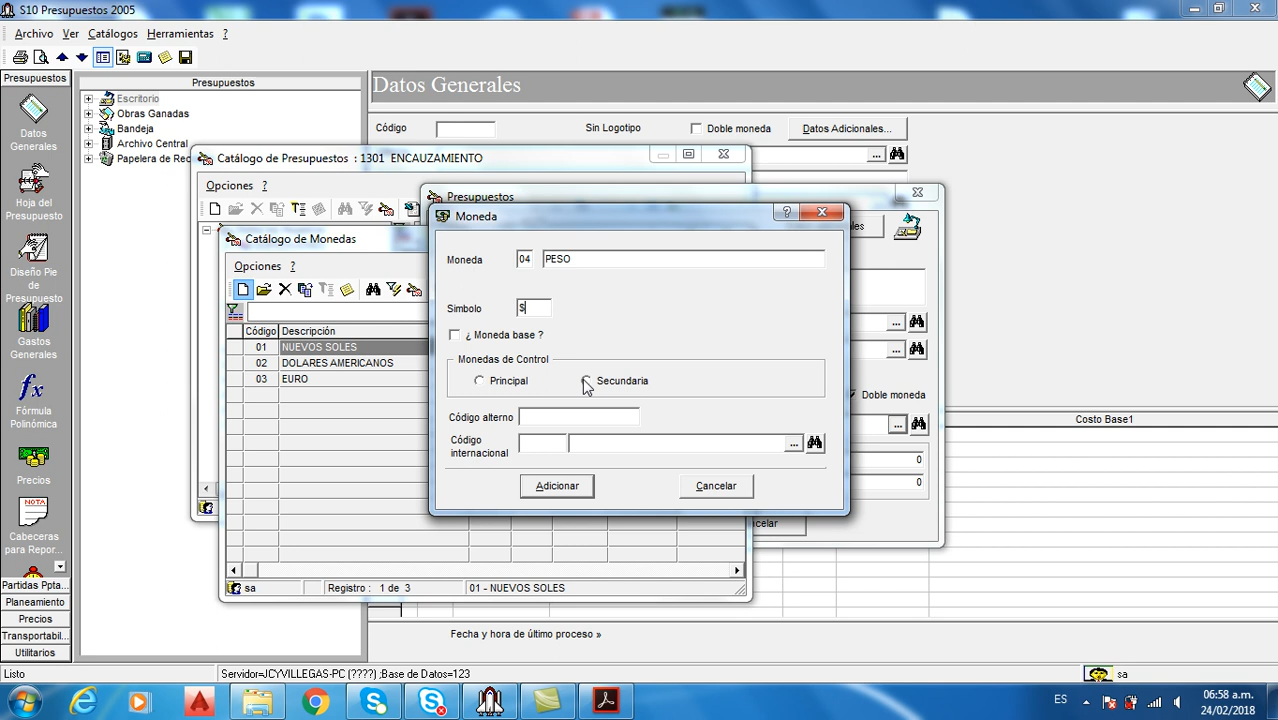 S10 Presupuestos 2005
Archivo Ver Catálogos Herramientas ?
Presupuestos
Presupuestos
Datos Generales
Datos Generales
Hoja del Presupuesto
Diseño Pie de Presupuesto
Gastos Generales
Fórmula Polinómica
Precios
NOTA
Cabeceras para Repor...
Partidas Ppta...
Planeamiento
Precios
Transportabil...
Utilitarios
Escritorio
Obras Ganadas
Bandeja
Archivo Central
Papelera de Rec
Código
Sin Logotipo
Doble moneda
Datos Adicionales...
Catálogo de Presupuestos : 1301 ENCAUZAMIENTO
Opciones ?
Presupuestos
ales
Doble moneda
0
0
celar
Costo Base1
Catálogo de Monedas
Opciones ?
Código Descripción
01 NUEVOS SOLES
02 DOLARES AMERICANOS
03 EURO
sa
Registro : 1 de 3
01 - NUEVOS SOLES
Moneda
Moneda 04 PESO
Simbolo S
¿ Moneda base ?
Monedas de Control
Principal Secundaria
Código alterno
Código internacional
Adicionar Cancelar
Fecha y hora de último proceso »
Listo
Servidor=JCYVILLEGAS-PC (????) ;Base de Datos=123
sa
ES
06:58 a.m.
24/02/2018